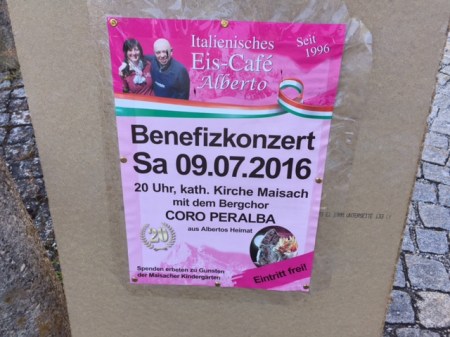 Italienisches
Eis-Café
Alberto
Seit
1996
Benefizkonzert
Sa 09.07.2016
20 Uhr, kath. Kirche Maisach
mit dem Bergchor
CORO PERALBA
aus Albertos Heimat
20
Eintritt frei!
Spenden erbeten zu Gunsten
der Maisacher Kindergärten